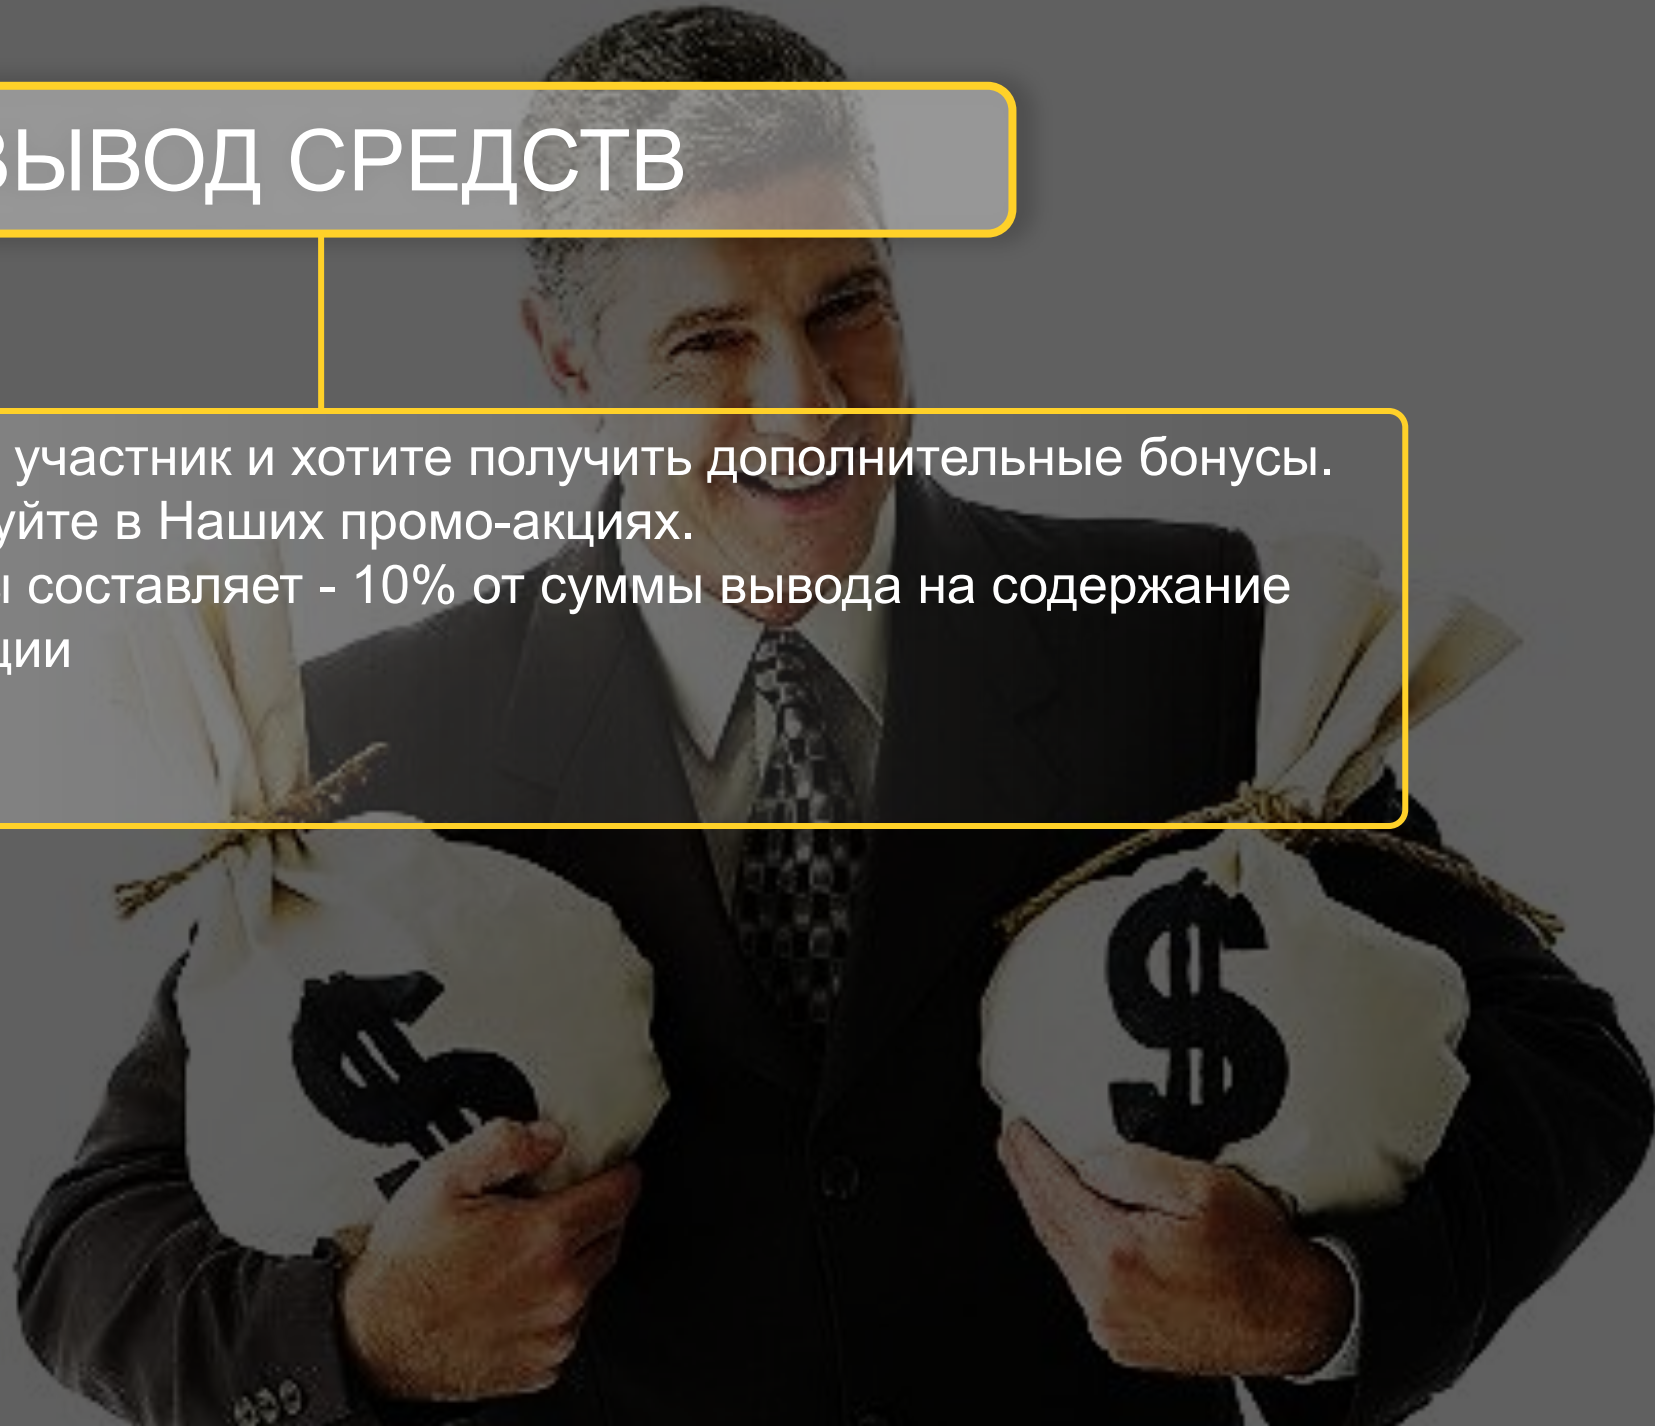 ВЫВОД СРЕДСТВ
участник и хотите получить дополнительные бонусы.
уйте в Наших промо-акциях.
ы составляет - 10% от суммы вывода на содержание
ции